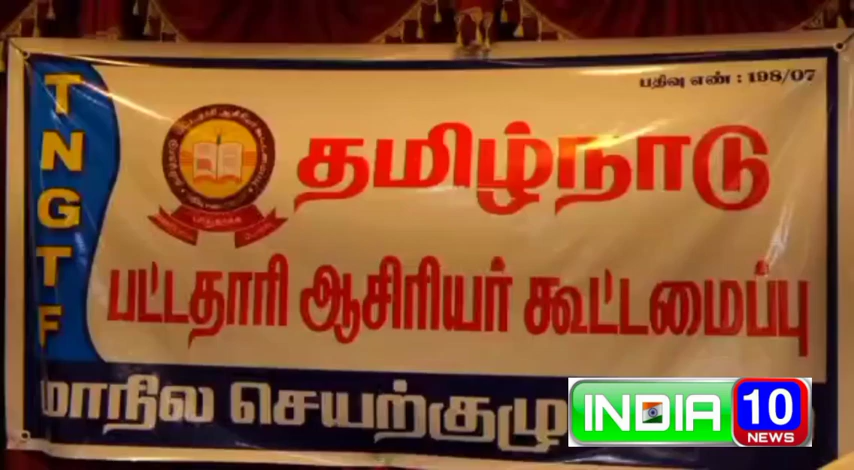 பதிவு எண் : 198/07
TNGTF
தமிழ்நாடு
பட்டதாரி ஆசிரியர் கூட்டமைப்பு
மாநில செயற்குழு
INDIA 10 NEWS